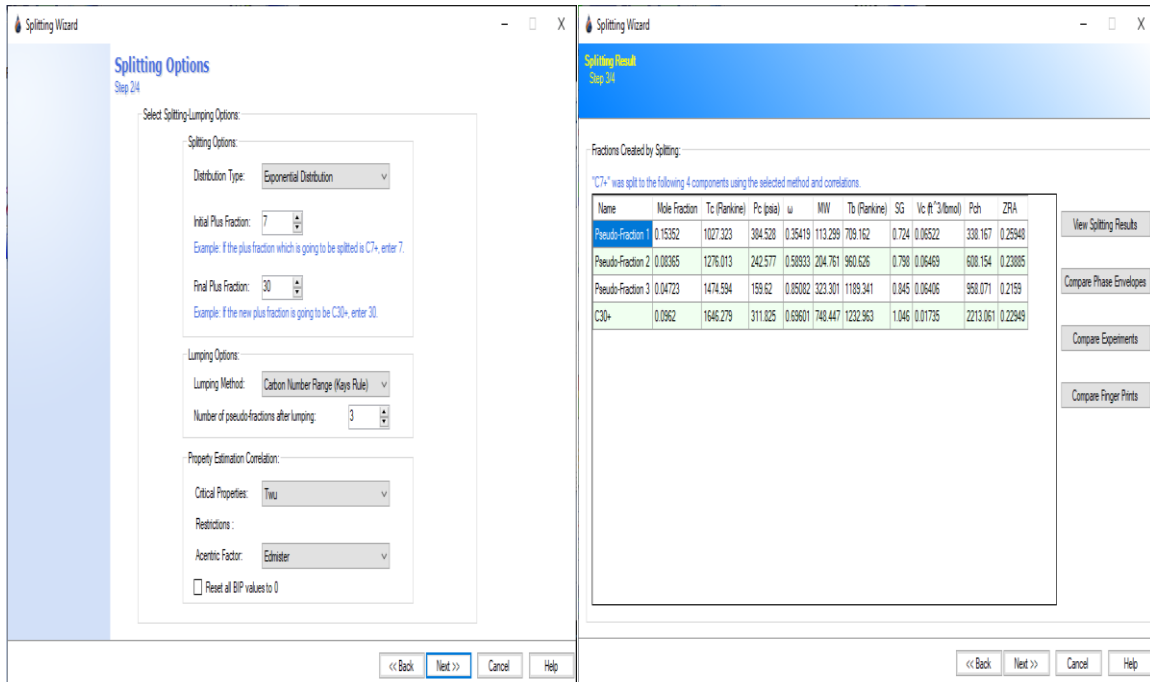 Splitting Wizard
Splitting Options
Step 2/4
Select Splitting-Lumping Options:
Splitting Options:
Distribution Type: Exponential Distribution
Initial Plus Fraction: 7
Example: If the plus fraction which is going to be splitted is C7+, enter 7.
Final Plus Fraction: 30
Example: If the new plus fraction is going to be C30+, enter 30.
Lumping Options:
Lumping Method: Carbon Number Range (Kays Rule)
Number of pseudo-fractions after lumping: 3
Property Estimation Correlation:
Critical Properties: Twu
Restrictions :
Acentric Factor: Edmister
Reset all BIP values to 0
<< Back Next >> Cancel Help
Splitting Wizard
Splitting Result
Step 3/4
Fractions Created by Splitting:
"C7+" was split to the following 4 components using the selected method and correlations.
Name Mole Fraction Tc (Rankine) Pc (psia) ω MW Tb (Rankine) SG Vc (ft^3/lbmol) Pch ZRA
Pseudo-Fraction 1 0.15352 1027.323 384.528 0.35419 113.299 709.162 0.724 0.06522 338.167 0.25948
Pseudo-Fraction 2 0.08365 1276.013 242.577 0.58933 204.761 960.626 0.798 0.06469 608.154 0.23885
Pseudo-Fraction 3 0.04723 1474.594 159.62 0.85082 323.301 1189.341 0.845 0.06406 958.071 0.2159
C30+ 0.0962 1646.279 311.825 0.69601 748.447 1232.963 1.046 0.01735 2213.061 0.22949
View Splitting Results
Compare Phase Envelopes
Compare Experiments
Compare Finger Prints
<< Back Next >> Cancel Help